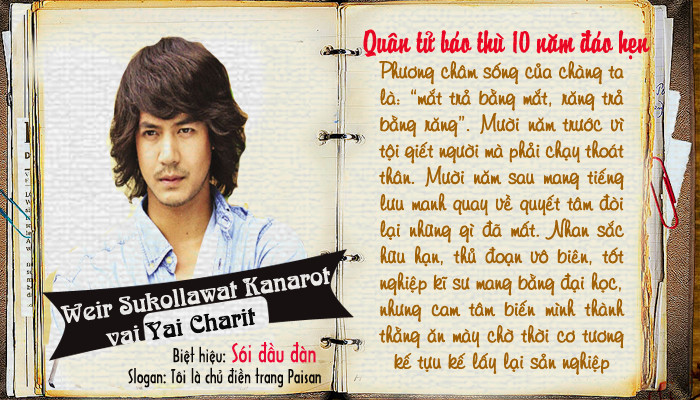 Weir Sukollawat Kanarot
vai Yai Charit
Biệt hiệu: Sói đầu đàn
Slogan: Tôi là chủ điền trang Paisan
Quân tử báo thù 10 năm đáo hẹn
Phương châm sống của chàng ta
là: “mắt trả bằng mắt, răng trả
bằng răng”. Mười năm trước vì
tội giết người mà phải chạy thoát
thân. Mười năm sau mang tiếng
lưu manh quay về quyết tâm đòi
lại những gì đã mất. Nhan sắc
hữu hạn, thủ đoạn vô biên, tốt
nghiệp kĩ sư mang bằng đại học,
nhưng cam tâm biến mình thành
thằng ăn mày chờ thời cơ tương
kế tựu kế lấy lại sản nghiệp